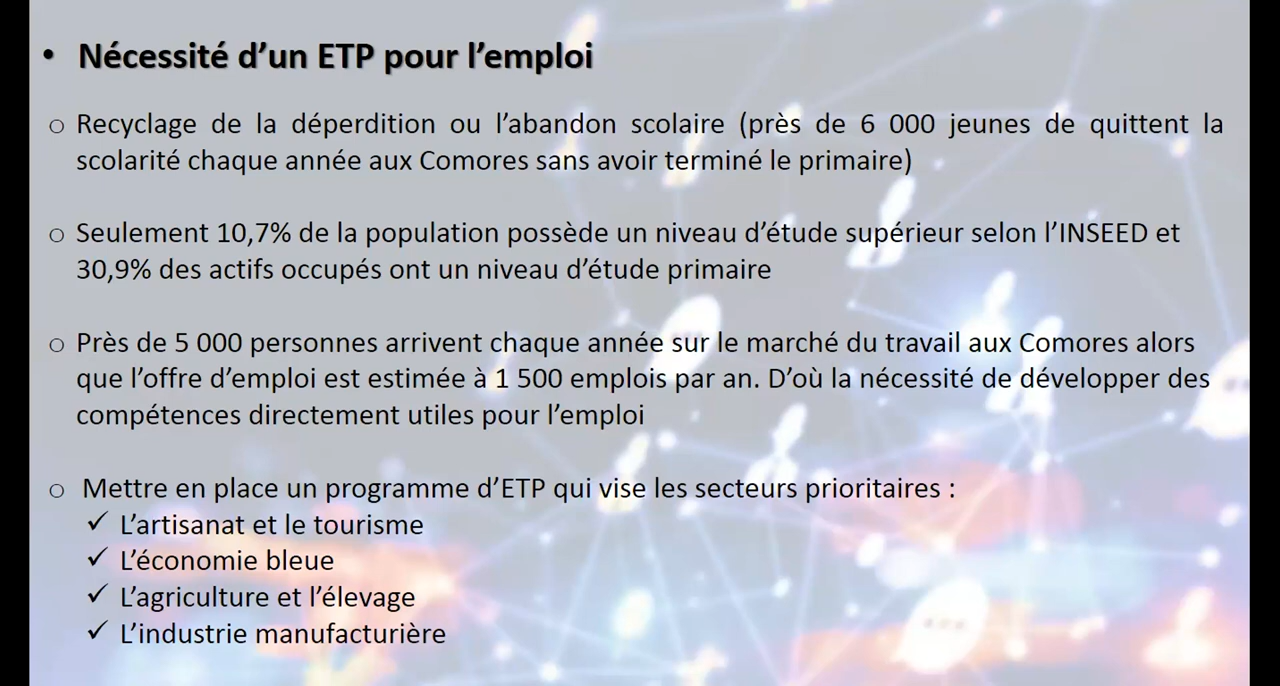 • Nécessité d’un ETP pour l’emploi
o Recyclage de la déperdition ou l’abandon scolaire (près de 6 000 jeunes de quittent la
scolarité chaque année aux Comores sans avoir terminé le primaire)
o Seulement 10,7% de la population possède un niveau d’étude supérieur selon l’INSEED et
30,9% des actifs occupés ont un niveau d’étude primaire
o Près de 5 000 personnes arrivent chaque année sur le marché du travail aux Comores alors
que l’offre d’emploi est estimée à 1 500 emplois par an. D’où la nécessité de développer des
compétences directement utiles pour l’emploi
o Mettre en place un programme d’ETP qui vise les secteurs prioritaires :
✓ L’artisanat et le tourisme
✓ L’économie bleue
✓ L’agriculture et l’élevage
✓ L’industrie manufacturière